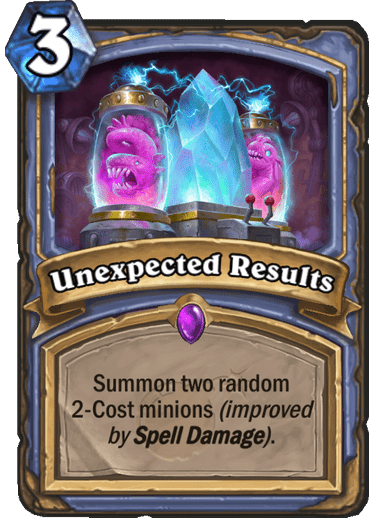 3
Unexpected Results
Summon two random
2-Cost minions (improved
by Spell Damage).